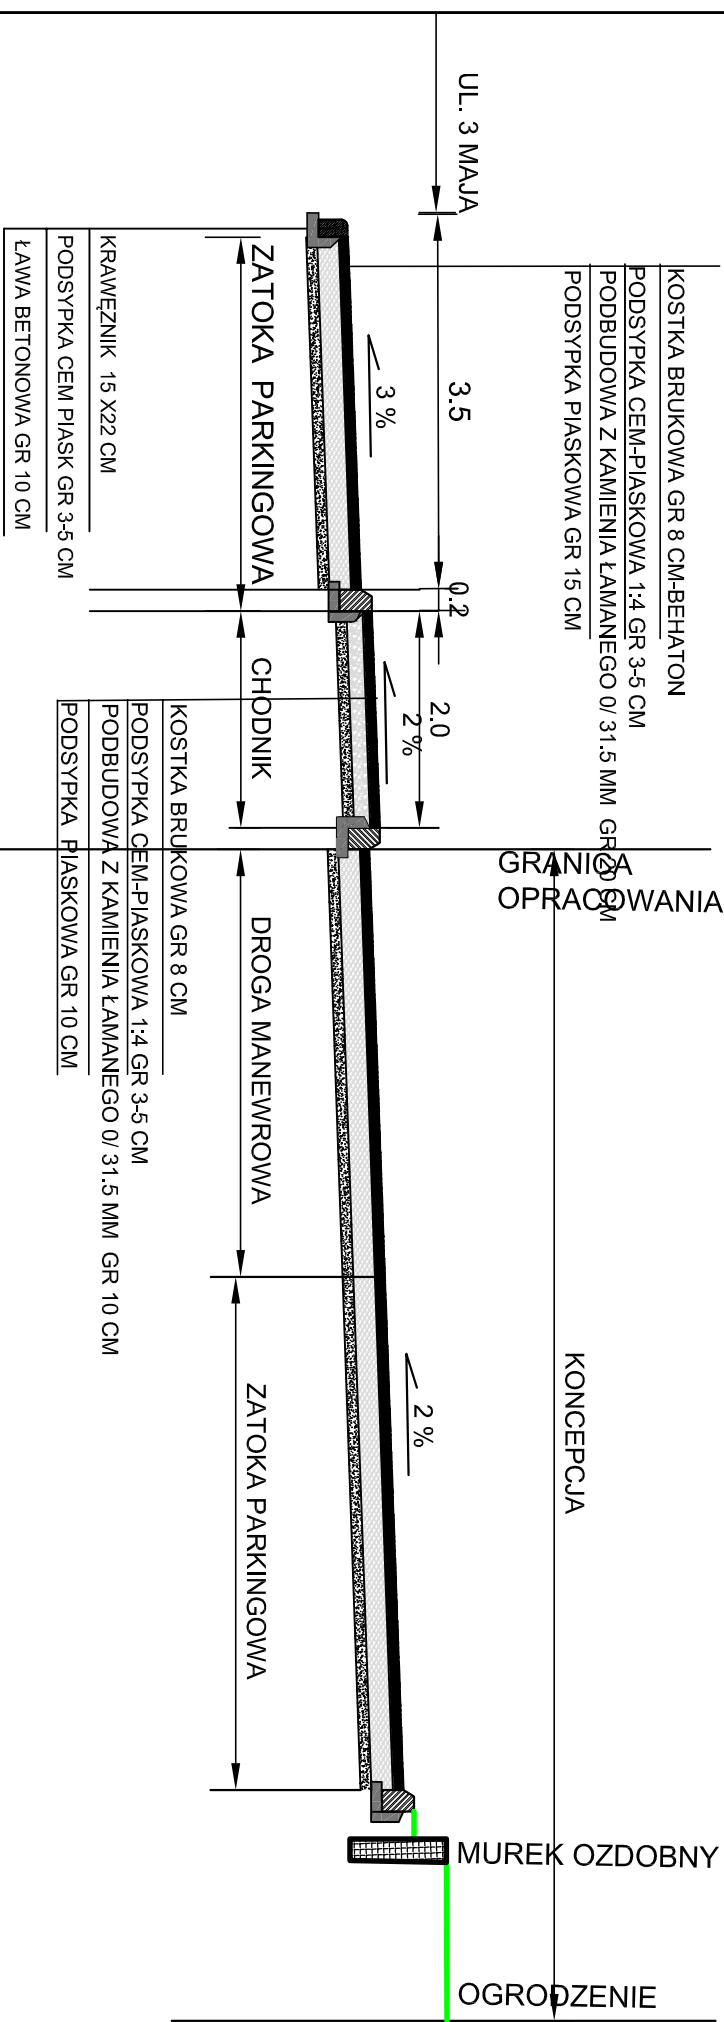 UL. 3 MAJA
KOSTKA BRUKOWA GR 8 CM-BEHATON
PODSYPKA CEM-PIASKOWA 1:4 GR 3-5 CM
PODBUDOWA Z KAMIENIA ŁAMANEGO 0/ 31.5 MM GR 20 CM
PODSYPKA PIASKOWA GR 15 CM
3.5
0.2
2.0
3 %
2 %
2 %
GRANICA
OPRACOWANIA
KONCEPCJA
ZATOKA PARKINGOWA
CHODNIK
DROGA MANEWROWA
ZATOKA PARKINGOWA
KRAWĘŻNIK 15 X22 CM
PODSYPKA CEM PIASK GR 3-5 CM
ŁAWA BETONOWA GR 10 CM
KOSTKA BRUKOWA GR 8 CM
PODSYPKA CEM-PIASKOWA 1:4 GR 3-5 CM
PODBUDOWA Z KAMIENIA ŁAMANEGO 0/ 31.5 MM GR 10 CM
PODSYPKA PIASKOWA GR 10 CM
MUREK OZDOBNY
OGRODZENIE